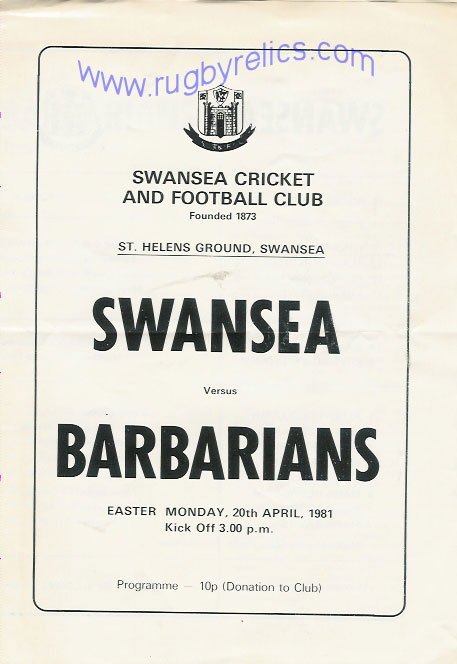 www.rugbyrelics.com
SWANSEA CRICKET
AND FOOTBALL CLUB
Founded 1873
ST. HELENS GROUND, SWANSEA
SWANSEA
Versus
BARBARIANS
EASTER MONDAY, 20th APRIL, 1981
Kick Off 3.00 p.m.
Programme — 10p (Donation to Club)